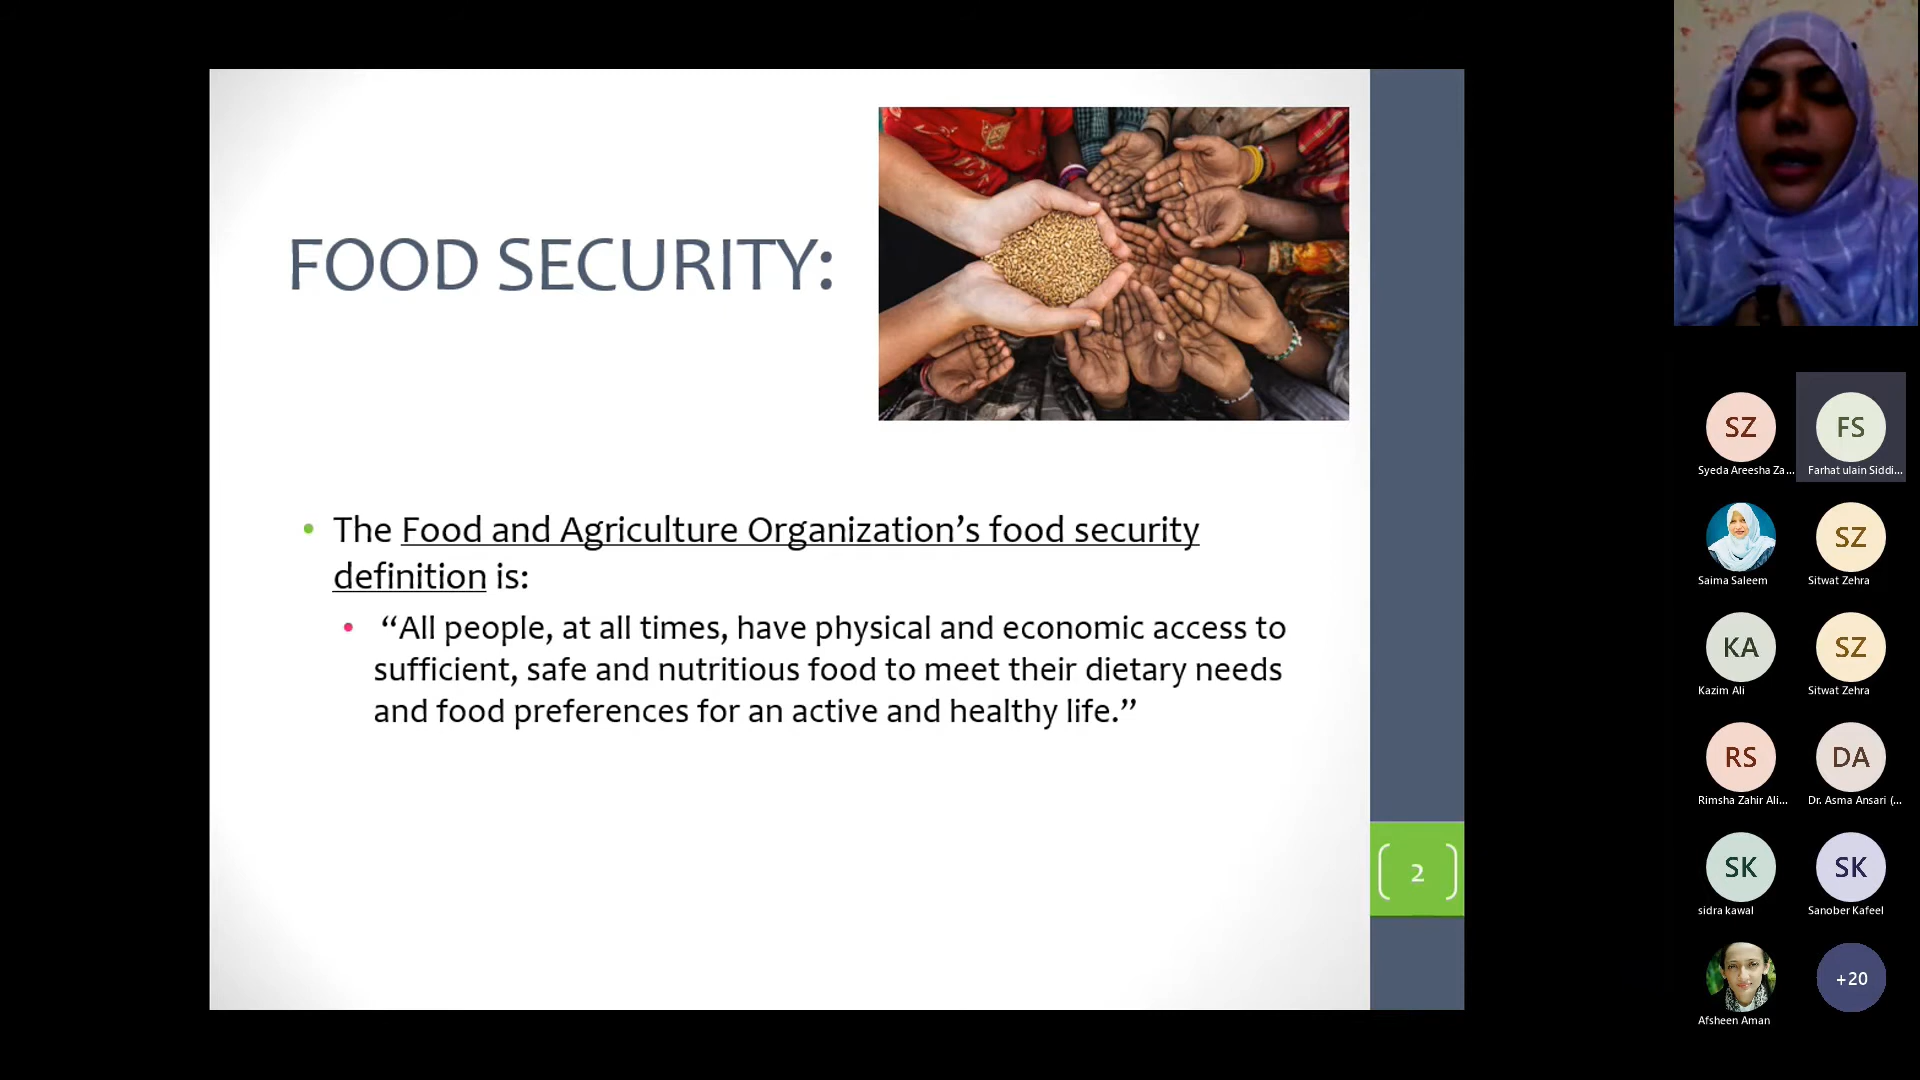 FOOD SECURITY:
• The Food and Agriculture Organization’s food security
definition is:
• “All people, at all times, have physical and economic access to
sufficient, safe and nutritious food to meet their dietary needs
and food preferences for an active and healthy life.”
2
SZ
Syeda Areesha Za...
FS
Farhat ulain Siddi...
Saima Saleem
SZ
Sitwat Zehra
KA
Kazim Ali
SZ
Sitwat Zehra
RS
Rimsha Zahir Ali...
DA
Dr. Asma Ansari (...
SK
sidra kawal
SK
Sanober Kafeel
Afsheen Aman
+20